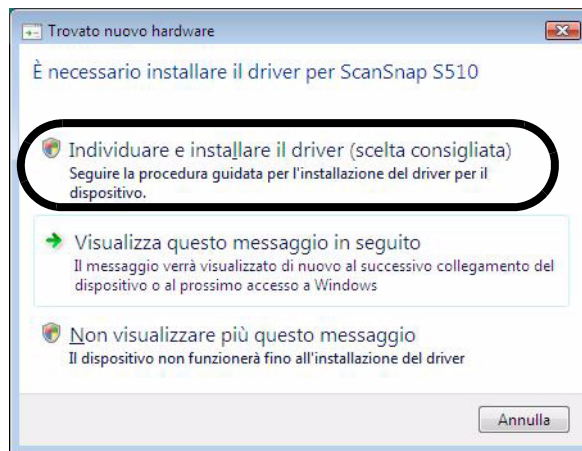 Trovato nuovo hardware
È necessario installare il driver per ScanSnap S510
Individuare e installare il driver (scelta consigliata)
Seguire la procedura guidata per l'installazione del driver per il
dispositivo.
Visualizza questo messaggio in seguito
Il messaggio verrà visualizzato di nuovo al successivo collegamento del
dispositivo o al prossimo accesso a Windows
Non visualizzare più questo messaggio
Il dispositivo non funzionerà fino all'installazione del driver
Annulla